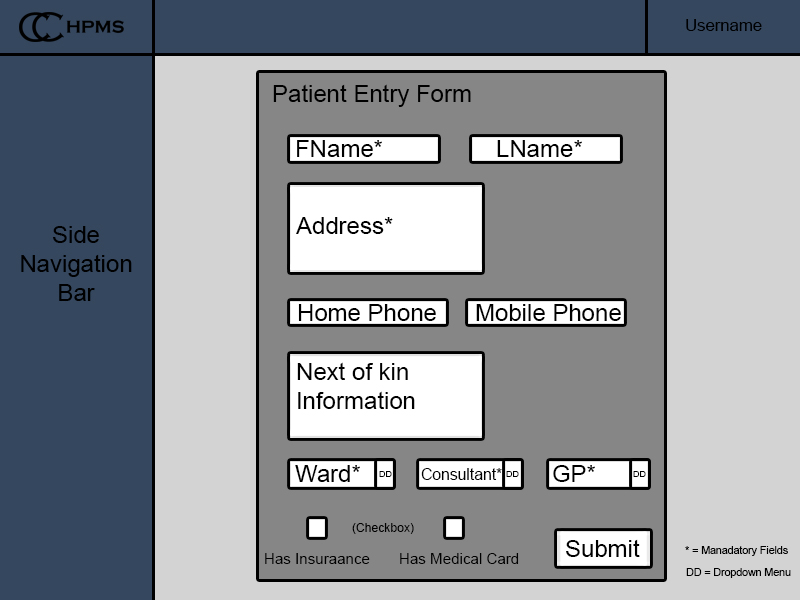 CC HPMS
Username
Patient Entry Form
FName*
LName*
Side
Navigation
Bar
Address*
Home Phone
Mobile Phone
Next of kin
Information
Ward*
DD
Consultant*
DD
GP*
DD
(Checkbox)
Has Insuraance
Has Medical Card
Submit
* = Manadatory Fields
DD = Dropdown Menu